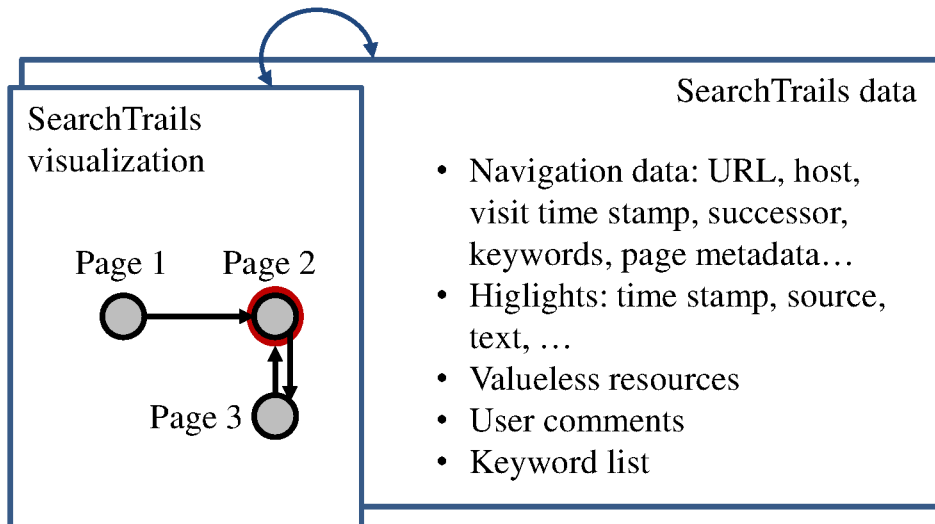 SearchTrails
visualization
Page 1
Page 2
Page 3
SearchTrails data
• Navigation data: URL, host,
visit time stamp, successor,
keywords, page metadata…
• Higlights: time stamp, source,
text, …
• Valueless resources
• User comments
• Keyword list